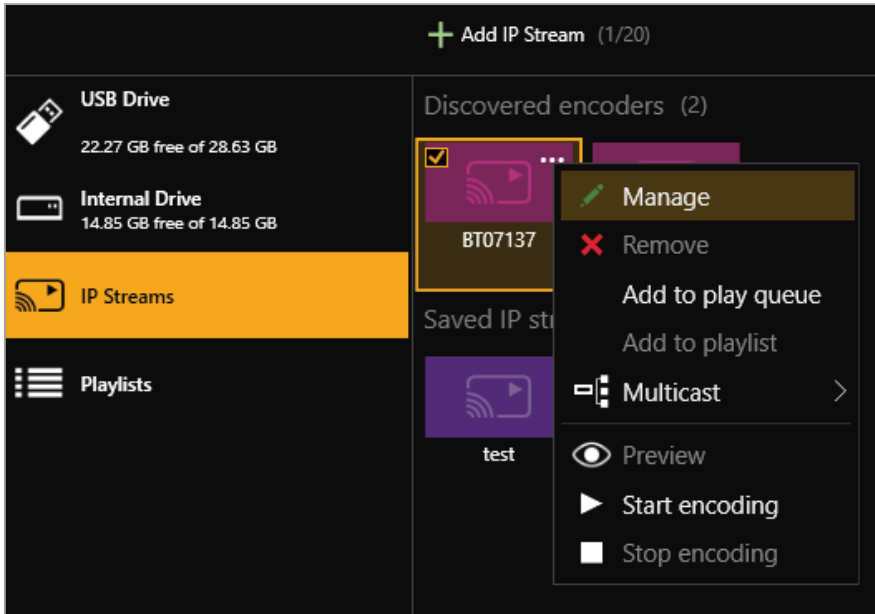 Add IP Stream (1/20)
USB Drive
22.27 GB free of 28.63 GB
Internal Drive
14.85 GB free of 14.85 GB
IP Streams
Playlists
Discovered encoders (2)
BT07137
Saved IP
test
Manage
Remove
Add to play queue
Add to playlist
Multicast
Preview
Start encoding
Stop encoding